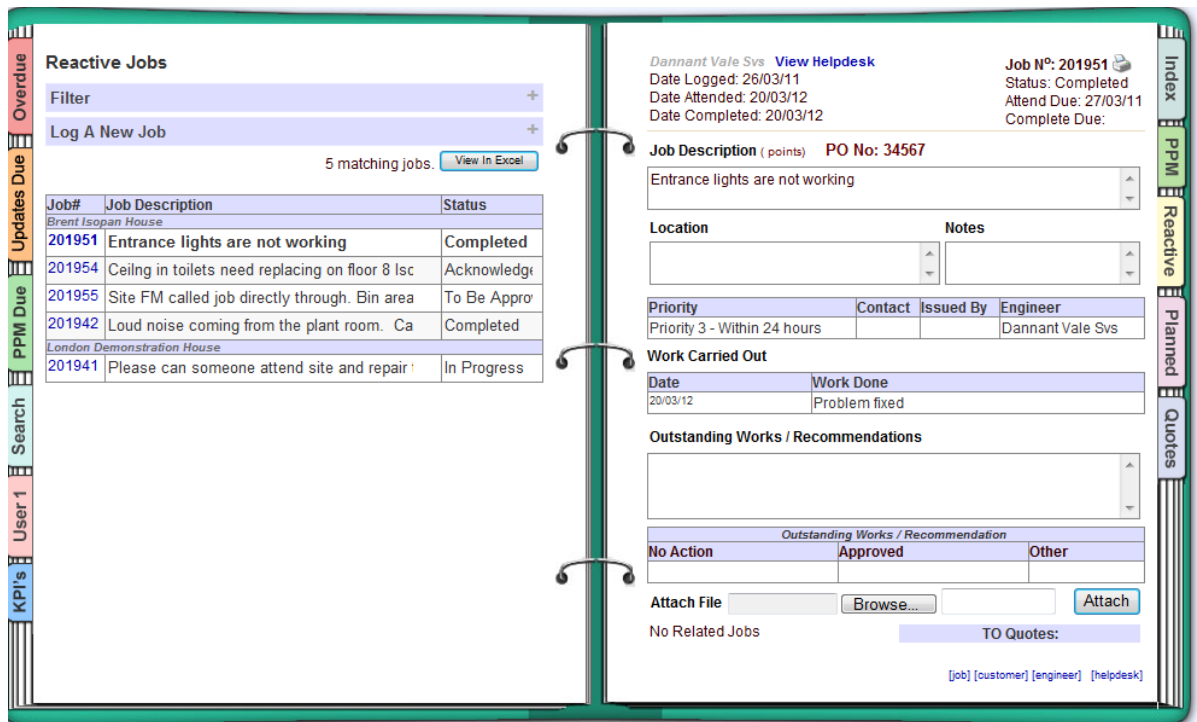 Overdue
Updates Due
PPM Due
Search
User 1
KPI's
Reactive Jobs
Filter +
Log A New Job +
5 matching jobs. View In Excel
Job# Job Description Status
Brent Isopan House
201951 Entrance lights are not working Completed
201954 Ceilng in toilets need replacing on floor 8 Isc Acknowledge
201955 Site FM called job directly through. Bin area To Be Appro
201942 Loud noise coming from the plant room. Ca Completed
London Demonstration House
201941 Please can someone attend site and repair In Progress
Dannant Vale Svs View Helpdesk
Date Logged: 26/03/11
Date Attended: 20/03/12
Date Completed: 20/03/12
Job Nº: 201951
Status: Completed
Attend Due: 27/03/11
Complete Due:
Job Description ( points) PO No: 34567
Entrance lights are not working
Location Notes
Priority Contact Issued By Engineer
Priority 3 - Within 24 hours Dannant Vale Svs
Work Carried Out
Date Work Done
20/03/12 Problem fixed
Outstanding Works / Recommendations
Outstanding Works / Recommendation
No Action Approved Other
Attach File Browse... Attach
No Related Jobs TO Quotes:
[job] [customer] [engineer] [helpdesk]
Index
PPM
Reactive
Planned
Quotes